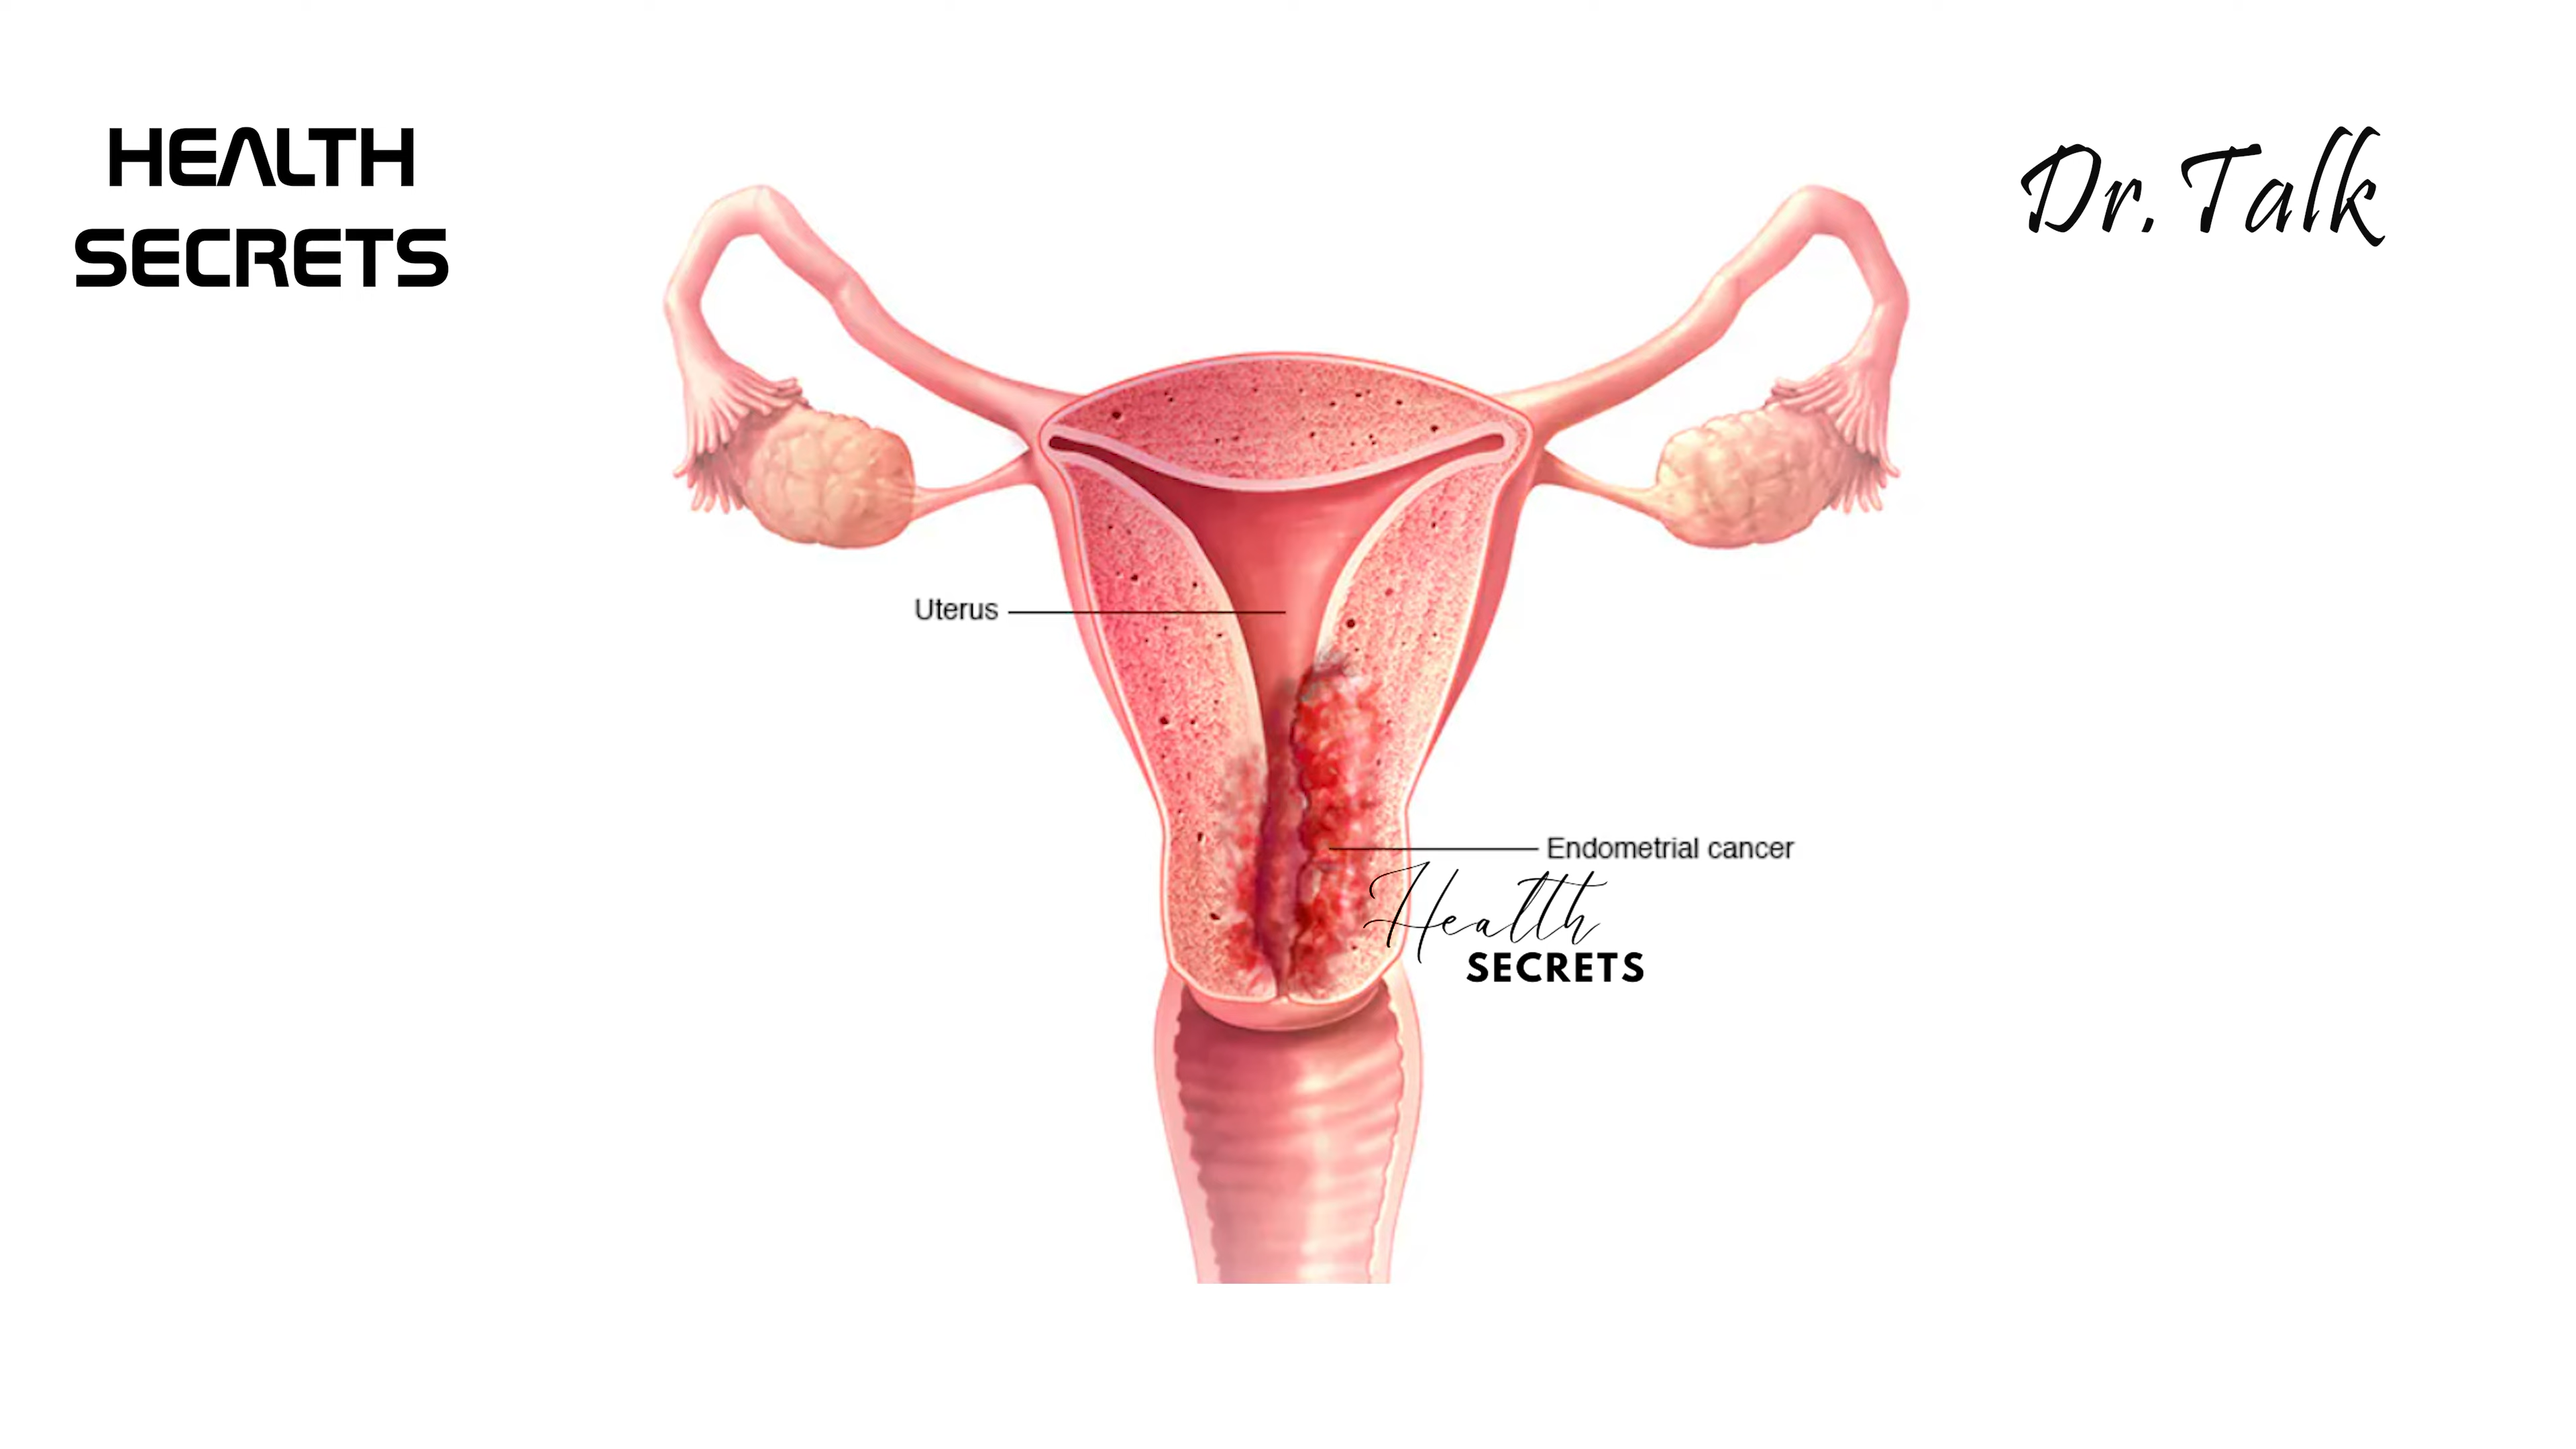 HEALTH
SECRETS
Dr. Talk
Uterus
Endometrial cancer
Health
SECRETS